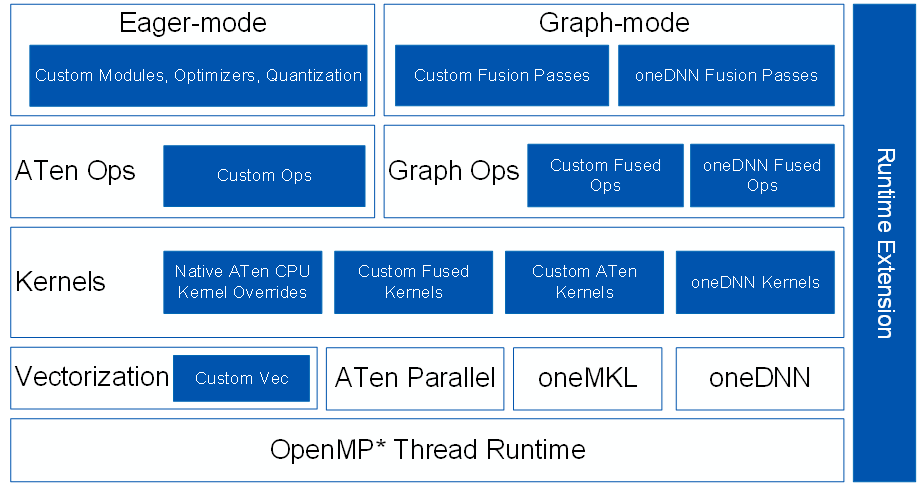 Eager-mode
Custom Modules, Optimizers, Quantization
Graph-mode
Custom Fusion Passes
oneDNN Fusion Passes
ATen Ops
Custom Ops
Graph Ops
Custom Fused
Ops
oneDNN Fused
Ops
Kernels
Native ATen CPU
Kernel Overrides
Custom Fused
Kernels
Custom ATen
Kernels
oneDNN Kernels
Vectorization
Custom Vec
ATen Parallel
oneMKL
oneDNN
OpenMP* Thread Runtime
Runtime Extension